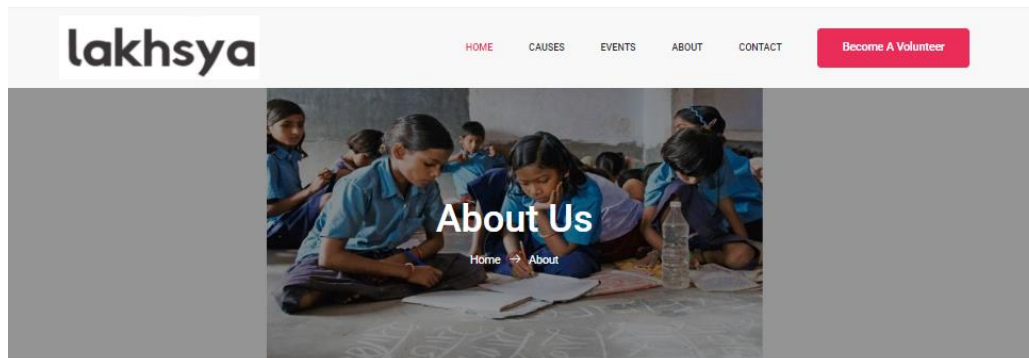 lakhsya
HOME CAUSES EVENTS ABOUT CONTACT Become A Volunteer
About Us
Home → About